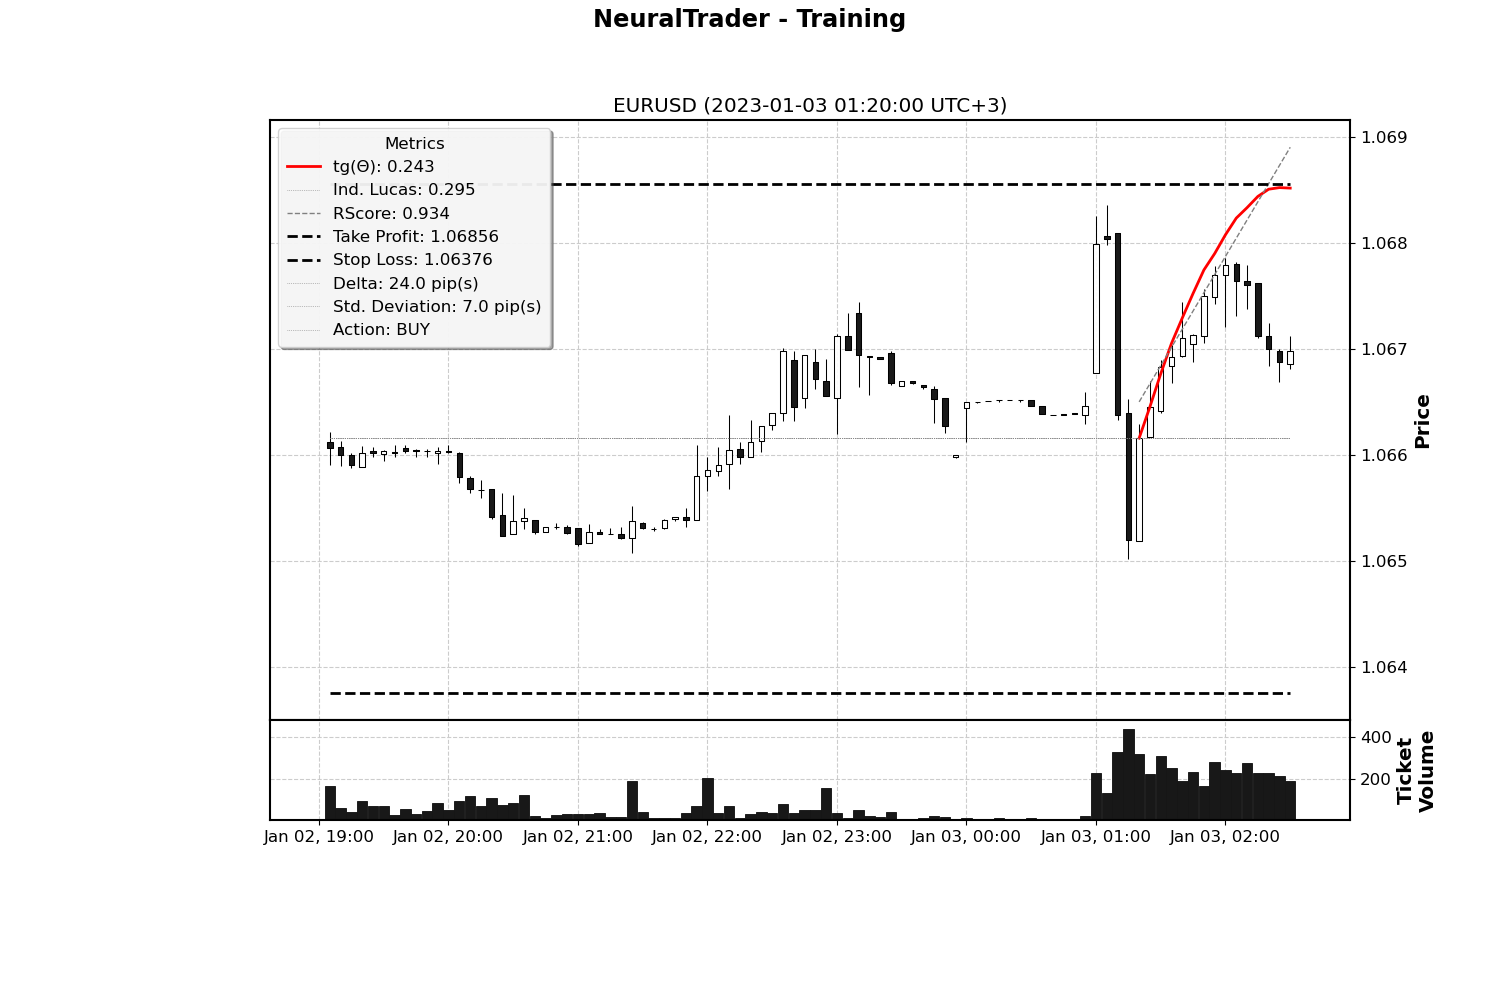 NeuralTrader - Training
EURUSD (2023-01-03 01:20:00 UTC+3)
Metrics
tg(Θ): 0.243
Ind. Lucas: 0.295
RScore: 0.934
Take Profit: 1.06856
Stop Loss: 1.06376
Delta: 24.0 pip(s)
Std. Deviation: 7.0 pip(s)
Action: BUY
1.069
1.068
1.067
1.066
1.065
1.064
Price
400
200
Ticket
Volume
Jan 02, 19:00
Jan 02, 20:00
Jan 02, 21:00
Jan 02, 22:00
Jan 02, 23:00
Jan 03, 00:00
Jan 03, 01:00
Jan 03, 02:00